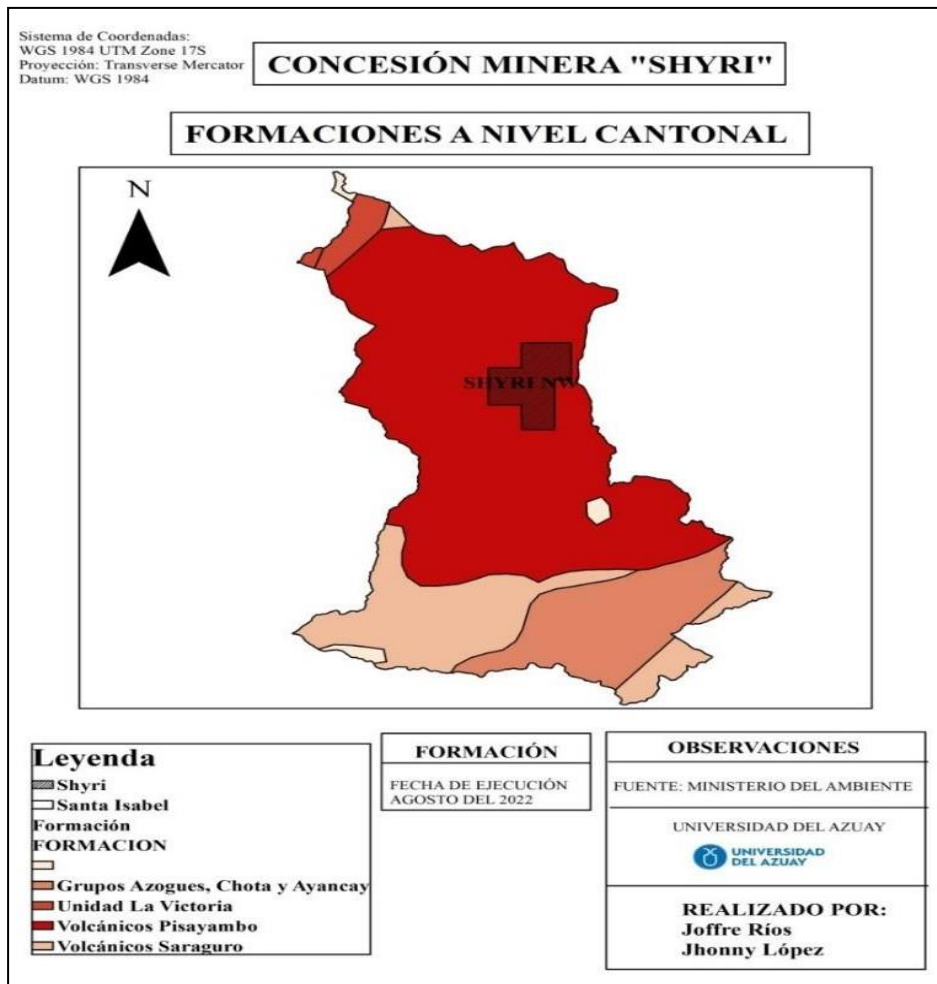 Sistema de Coordenadas:
WGS 1984 UTM Zone 17S
Proyección: Transverse Mercator
Datum: WGS 1984
CONCESIÓN MINERA "SHYRI"
FORMACIONES A NIVEL CANTONAL
N
SHYRI NW
Leyenda
Shyri
Santa Isabel
Formación
FORMACION
Grupos Azogues, Chota y Ayancay
Unidad La Victoria
Volcánicos Pisayambo
Volcánicos Saraguro
FORMACIÓN
FECHA DE EJECUCIÓN
AGOSTO DEL 2022
OBSERVACIONES
FUENTE: MINISTERIO DEL AMBIENTE
UNIVERSIDAD DEL AZUAY
UNIVERSIDAD
DEL AZUAY
REALIZADO POR:
Joffre Ríos
Jhonny López